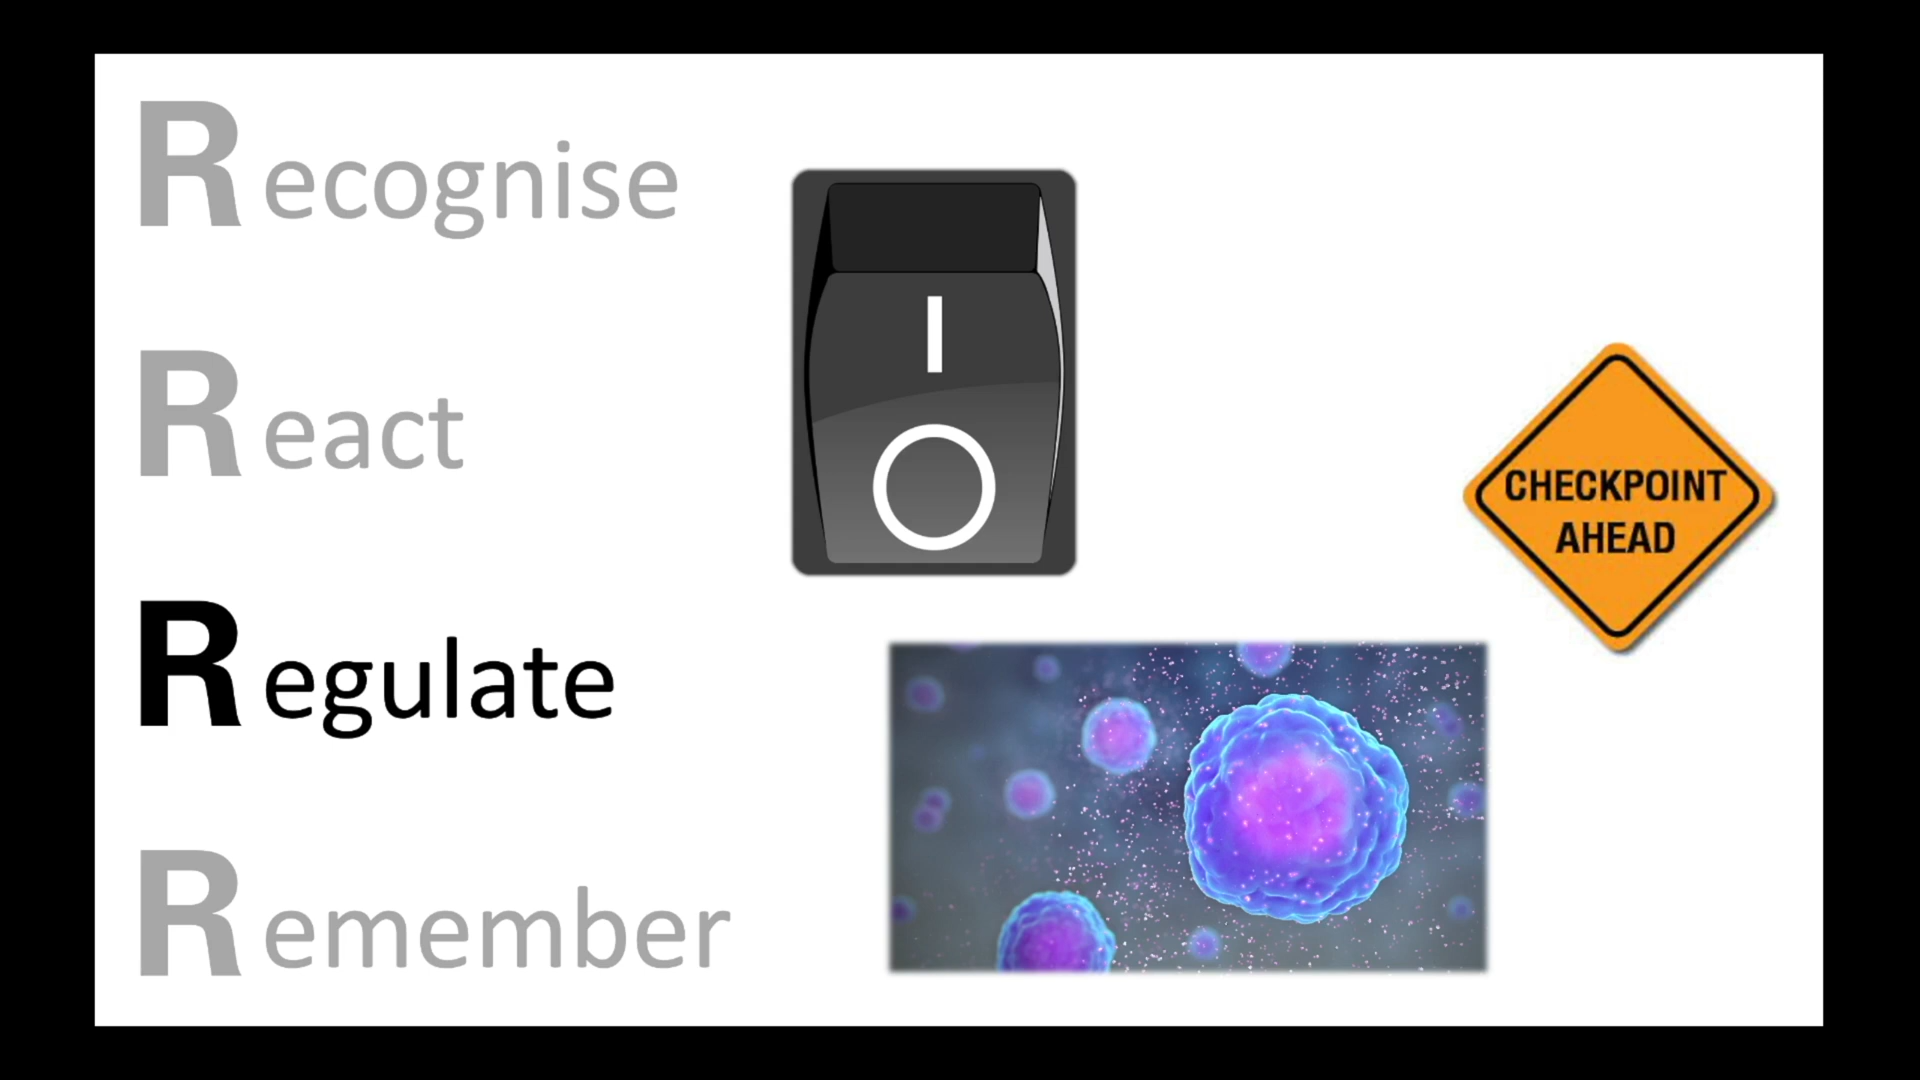 Recognise
React
Regulate
Remember
CHECKPOINT
AHEAD